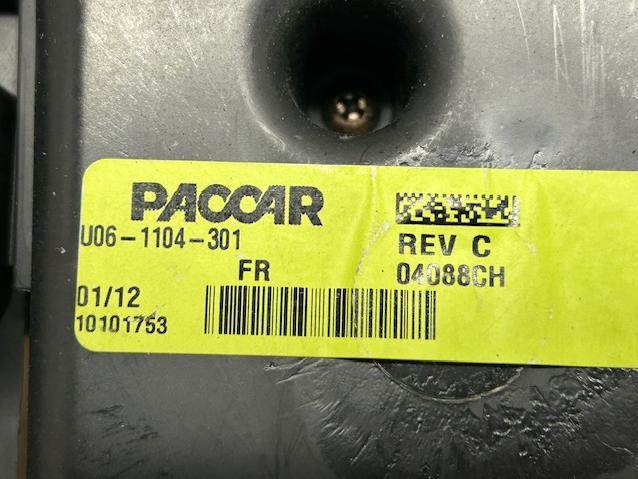 PACCAR
U06-1104-301
REV C
FR
04088CH
01/12
10101753